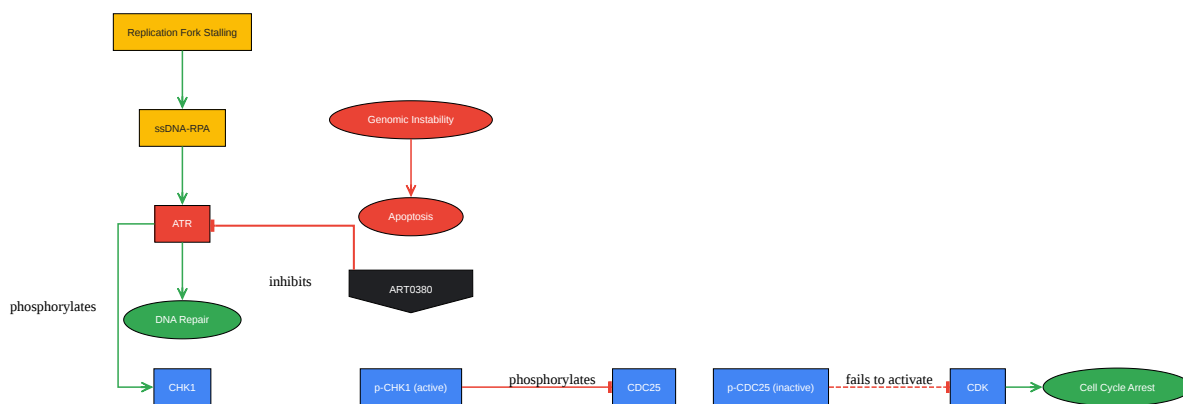 Replication Fork Stalling
ssDNA-RPA
Genomic Instability
ATR
Apoptosis
inhibits
ART0380
phosphorylates
DNA Repair
CHK1
p-CHK1 (active)
phosphorylates
CDC25
p-CDC25 (inactive)
fails to activate
CDK
Cell Cycle Arrest